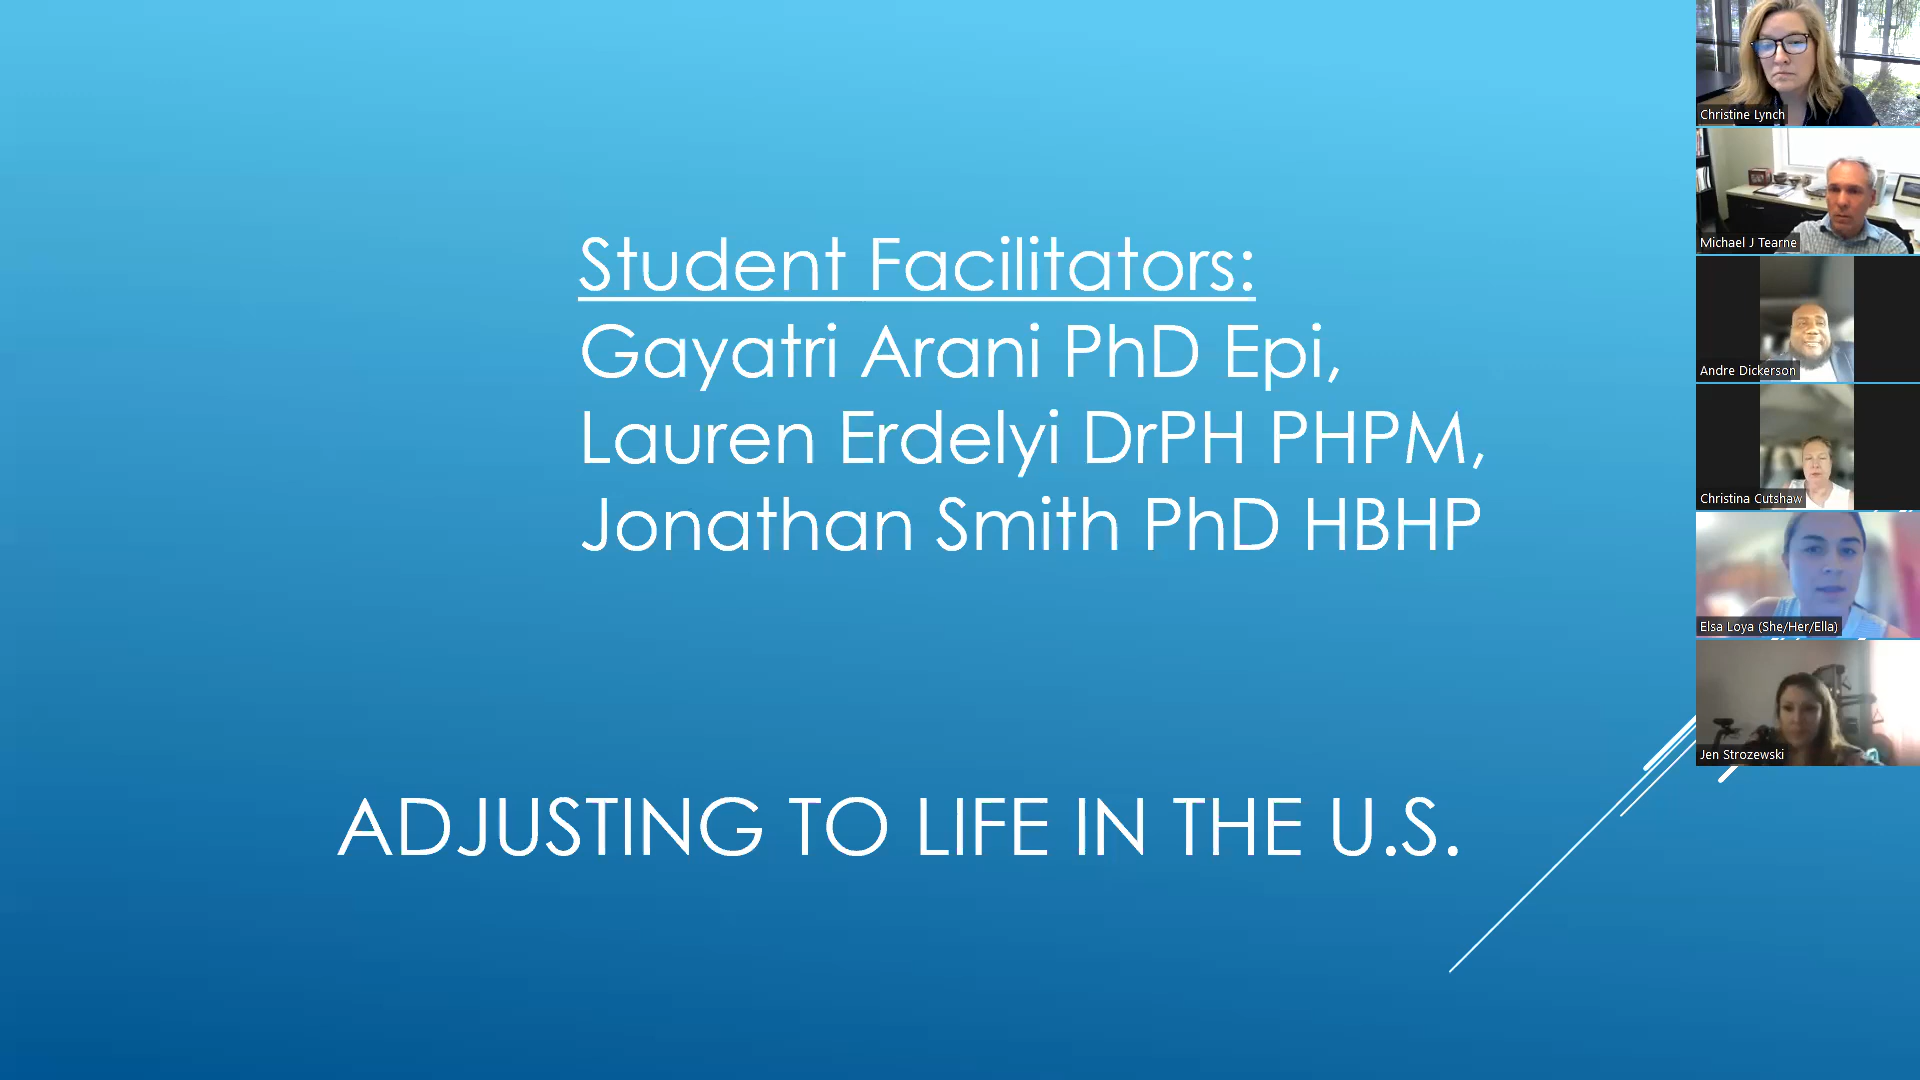 Student Facilitators:
Gayatri Arani PhD Epi,
Lauren Erdelyi DrPH PHPM,
Jonathan Smith PhD HBHP
ADJUSTING TO LIFE IN THE U.S.
Christine Lynch
Michael J Tearne
Andre Dickerson
Christina Cutshaw
Elsa Loya (She/Her/Ella)
Jen Strozewski